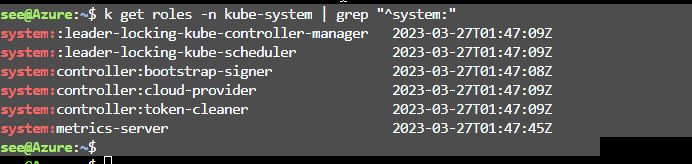 see@Azure:~$ k get roles -n kube-system | grep "^system:"
system::leader-locking-kube-controller-manager 2023-03-27T01:47:09Z
system::leader-locking-kube-scheduler 2023-03-27T01:47:09Z
system:controller:bootstrap-signer 2023-03-27T01:47:08Z
system:controller:cloud-provider 2023-03-27T01:47:09Z
system:controller:token-cleaner 2023-03-27T01:47:09Z
system:metrics-server 2023-03-27T01:47:45Z
see@Azure:~$